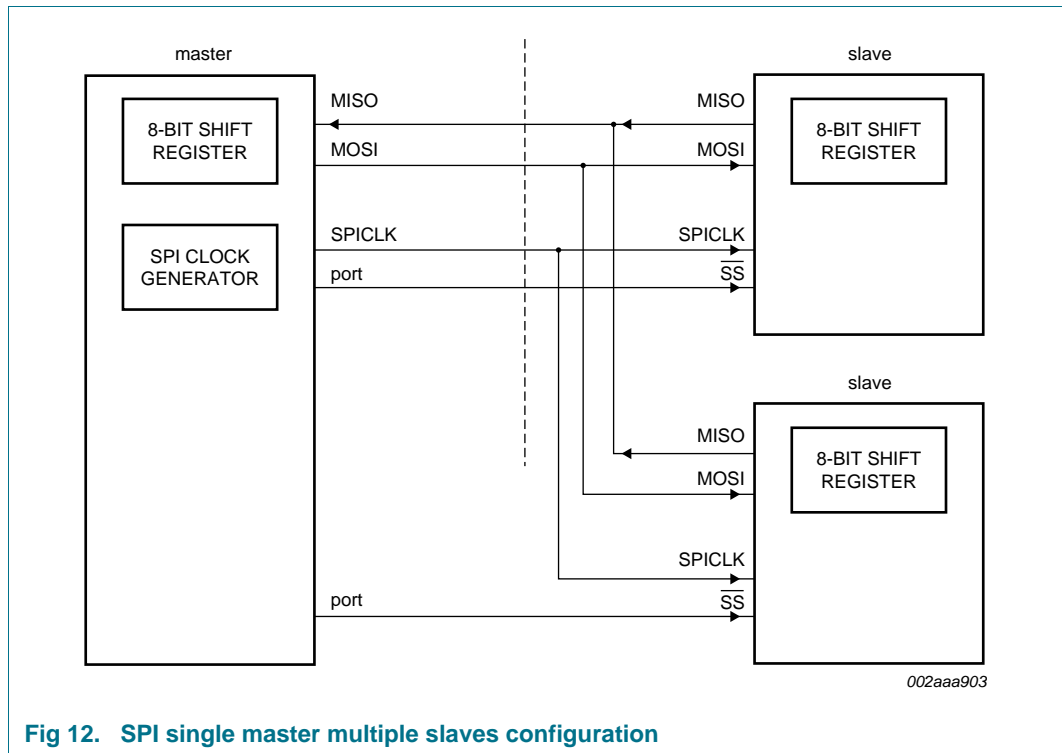 master
slave
8-BIT SHIFT
REGISTER
SPI CLOCK
GENERATOR
MISO
MOSI
SPICLK
port
port
MISO
MOSI
SPICLK
S̅S̅
8-BIT SHIFT
REGISTER
slave
MISO
MOSI
SPICLK
S̅S̅
8-BIT SHIFT
REGISTER
002aaa903
Fig 12. SPI single master multiple slaves configuration